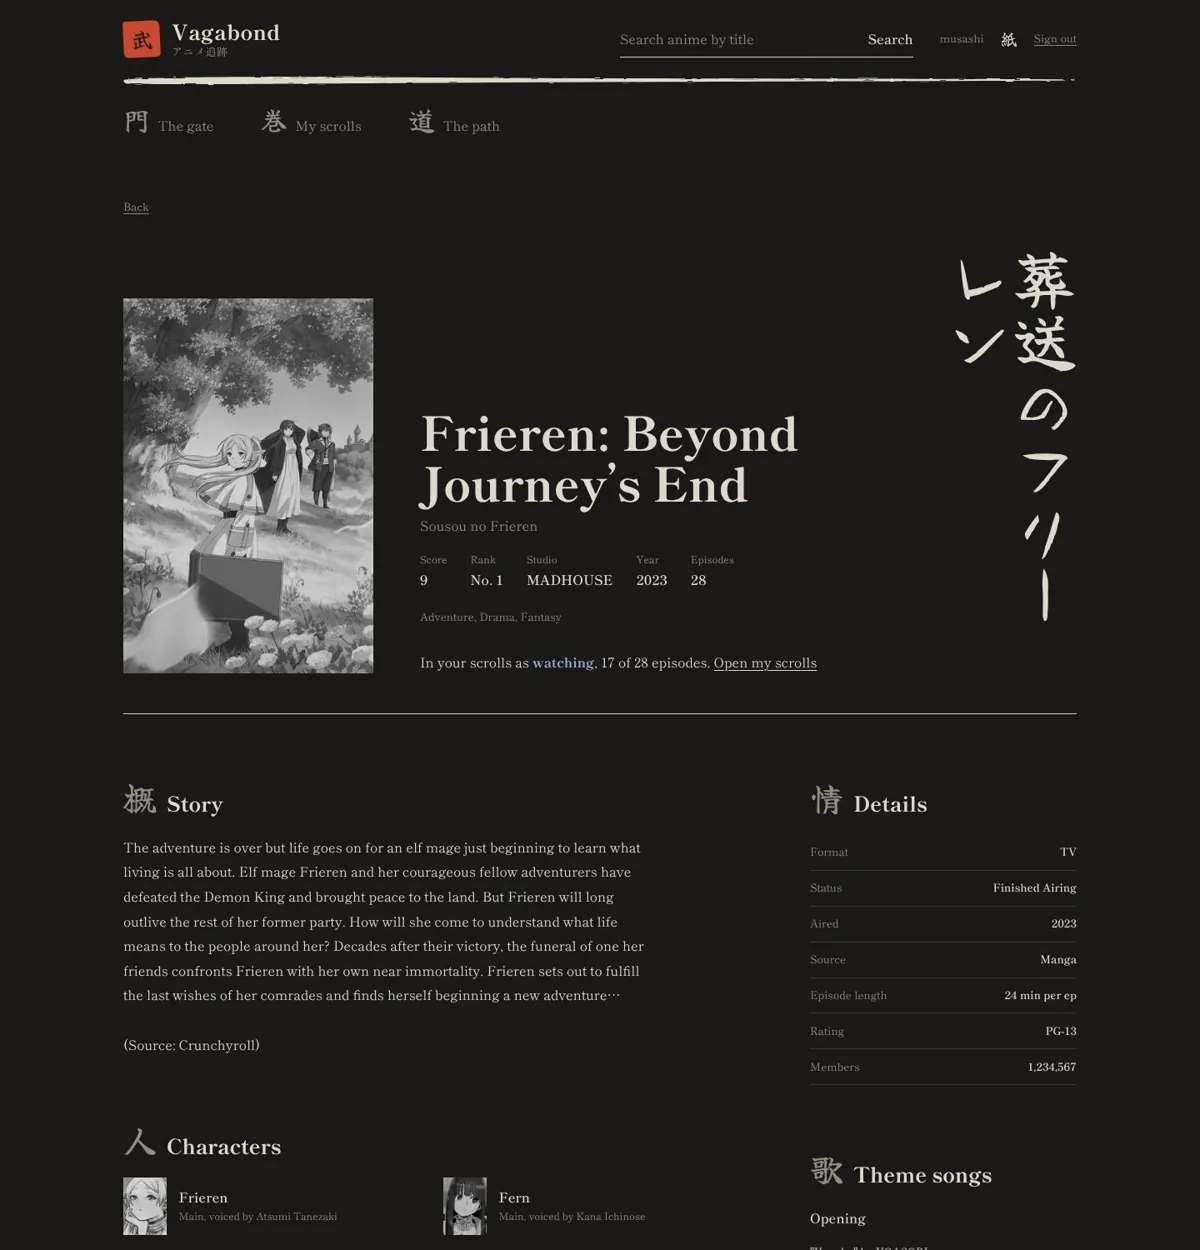 武
Vagabond
アニメ追跡
Search anime by title
Search
musashi
紙
Sign out
門 The gate
巻 My scrolls
道 The path
Back
葬送のフリー
レン
Frieren: Beyond
Journey’s End
Sousou no Frieren
Score Rank Studio Year Episodes
9 No. 1 MADHOUSE 2023 28
Adventure, Drama, Fantasy
In your scrolls as watching, 17 of 28 episodes. Open my scrolls
概 Story
The adventure is over but life goes on for an elf mage just beginning to learn what
living is all about. Elf mage Frieren and her courageous fellow adventurers have
defeated the Demon King and brought peace to the land. But Frieren will long
outlive the rest of her former party. How will she come to understand what life
means to the people around her? Decades after their victory, the funeral of one her
friends confronts Frieren with her own near immortality. Frieren sets out to fulfill
the last wishes of her comrades and finds herself beginning a new adventure…
(Source: Crunchyroll)
人 Characters
Frieren
Main, voiced by Atsumi Tanezaki
Fern
Main, voiced by Kana Ichinose
情 Details
Format TV
Status Finished Airing
Aired 2023
Source Manga
Episode length 24 min per ep
Rating PG-13
Members 1,234,567
歌 Theme songs
Opening